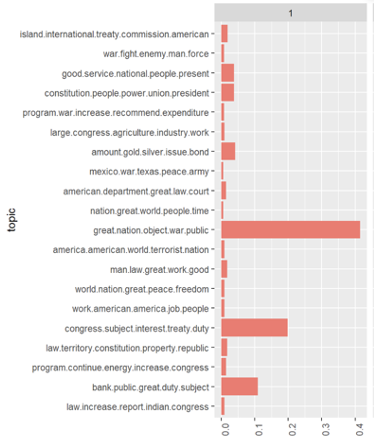 1
island.international.treaty.commission.american
war.fight.enemy.man.force
good.service.national.people.present
constitution.people.power.union.president
program.war.increase.recommend.expenditure
large.congress.agriculture.industry.work
amount.gold.silver.issue.bond
mexico.war.texas.peace.army
american.department.great.law.court
nation.great.world.people.time
great.nation.object.war.public
america.american.world.terrorist.nation
man.law.great.work.good
world.nation.great.peace.freedom
work.american.america.job.people
congress.subject.interest.treaty.duty
law.territory.constitution.property.republic
program.continue.energy.increase.congress
bank.public.great.duty.subject
law.increase.report.indian.congress
topic
0.0 0.1 0.2 0.3 0.4